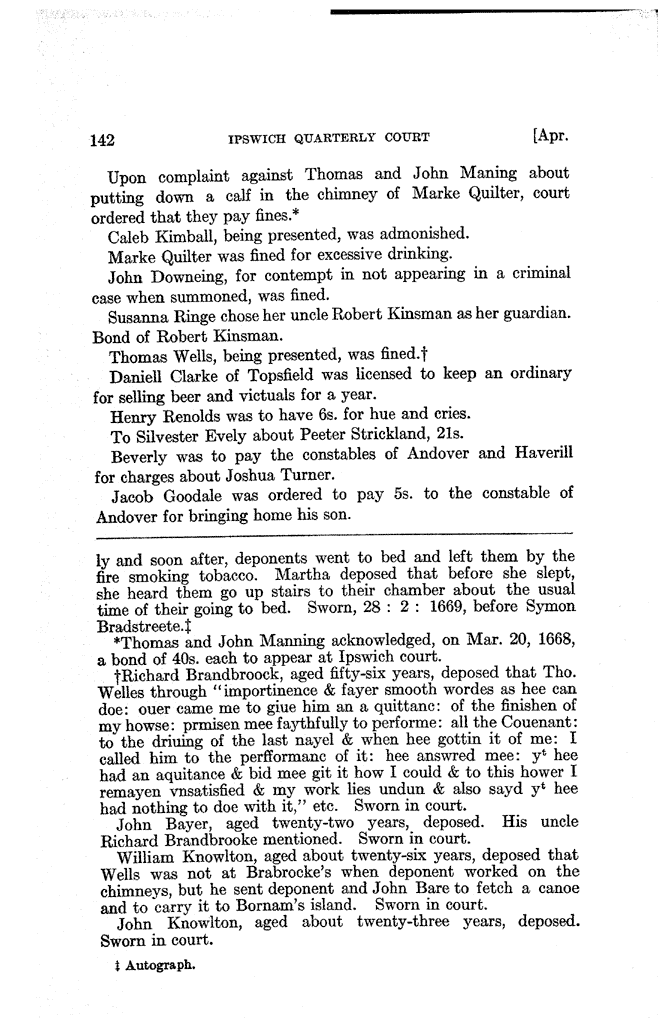 142 IPSWICH QUARTERLY COURT [Apr.
Upon complaint against Thomas and John Maning about
putting down a calf in the chimney of Marke Quilter, court
ordered that they pay fines.*
Caleb Kimball, being presented, was admonished.
Marke Quilter was fined for excessive drinking.
John Downeing, for contempt in not appearing in a criminal
case when summoned, was fined.
Susanna Ringe chose her uncle Robert Kinsman as her guardian.
Bond of Robert Kinsman.
Thomas Wells, being presented, was fined.†
Daniell Clarke of Topsfield was licensed to keep an ordinary
for selling beer and victuals for a year.
Henry Renolds was to have 6s. for hue and cries.
To Silvester Evely about Peeter Strickland, 21s.
Beverly was to pay the constables of Andover and Haverill
for charges about Joshua Turner.
Jacob Goodale was ordered to pay 5s. to the constable of
Andover for bringing home his son.
ly and soon after, deponents went to bed and left them by the
fire smoking tobacco. Martha deposed that before she slept,
she heard them go up stairs to their chamber about the usual
time of their going to bed. Sworn, 28 : 2 : 1669, before Symon
Bradstreete.‡
*Thomas and John Manning acknowledged, on Mar. 20, 1668,
a bond of 40s. each to appear at Ipswich court.
†Richard Brandbroock, aged fifty-six years, deposed that Tho.
Welles through "importinence & fayer smooth wordes as hee can
doe: ouer came me to giue him an a quittanc: of the finishen of
my howse: prmisen mee faythfully to performe: all the Couenant:
to the driuing of the last nayel & when hee gottin it of me: I
called him to the perfformanc of it: hee answred mee: yᵗ hee
had an aquitance & bid mee git it how I could & to this hower I
remayen vnsatisfied & my work lies undun & also sayd yᵗ hee
had nothing to doe with it," etc. Sworn in court.
John Bayer, aged twenty-two years, deposed. His uncle
Richard Brandbrooke mentioned. Sworn in court.
William Knowlton, aged about twenty-six years, deposed that
Wells was not at Brabrocke's when deponent worked on the
chimneys, but he sent deponent and John Bare to fetch a canoe
and to carry it to Bornam's island. Sworn in court.
John Knowlton, aged about twenty-three years, deposed.
Sworn in court.
‡ Autograph.